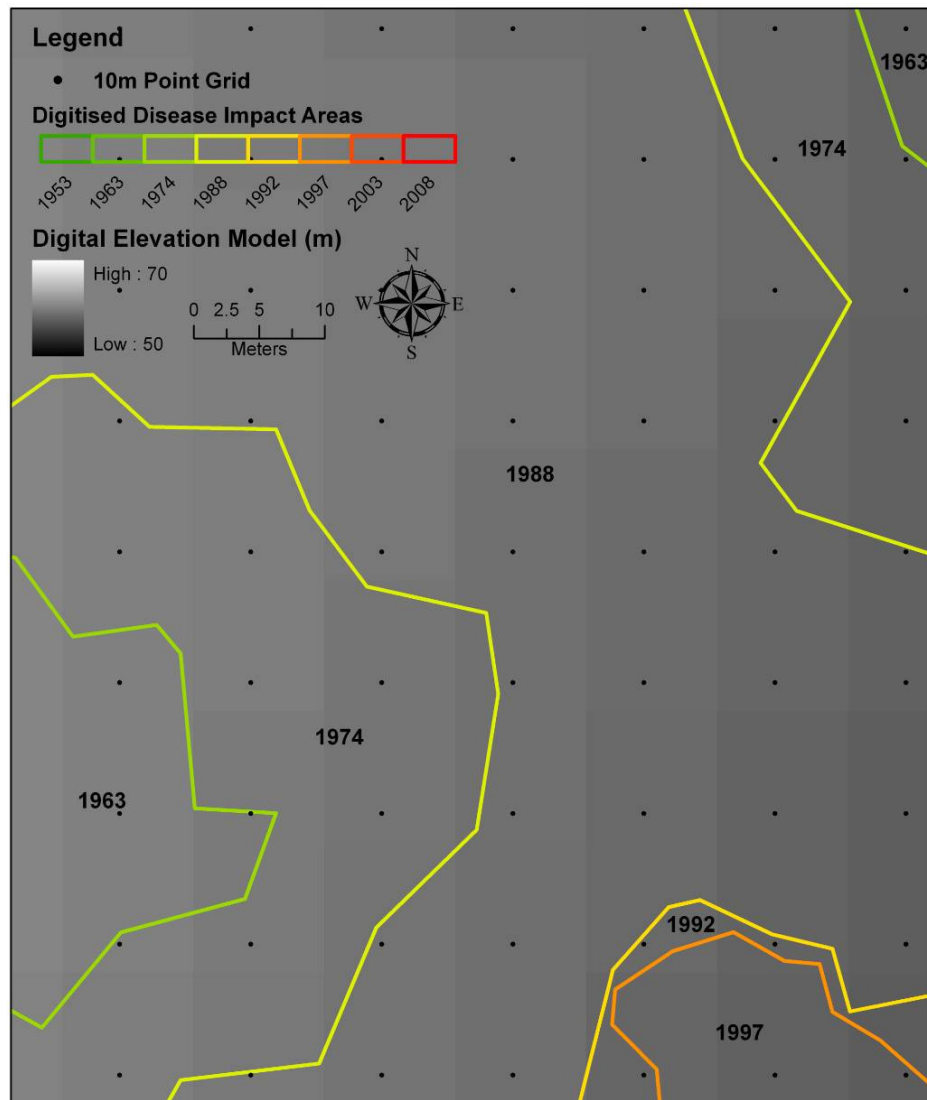 Legend
10m Point Grid
Digitised Disease Impact Areas
1953 1963 1974 1988 1992 1997 2003 2008
Digital Elevation Model (m)
High : 70
Low : 50
0 2.5 5 10
Meters
N
W E
S
1963
1974
1988
1974
1963
1992
1997